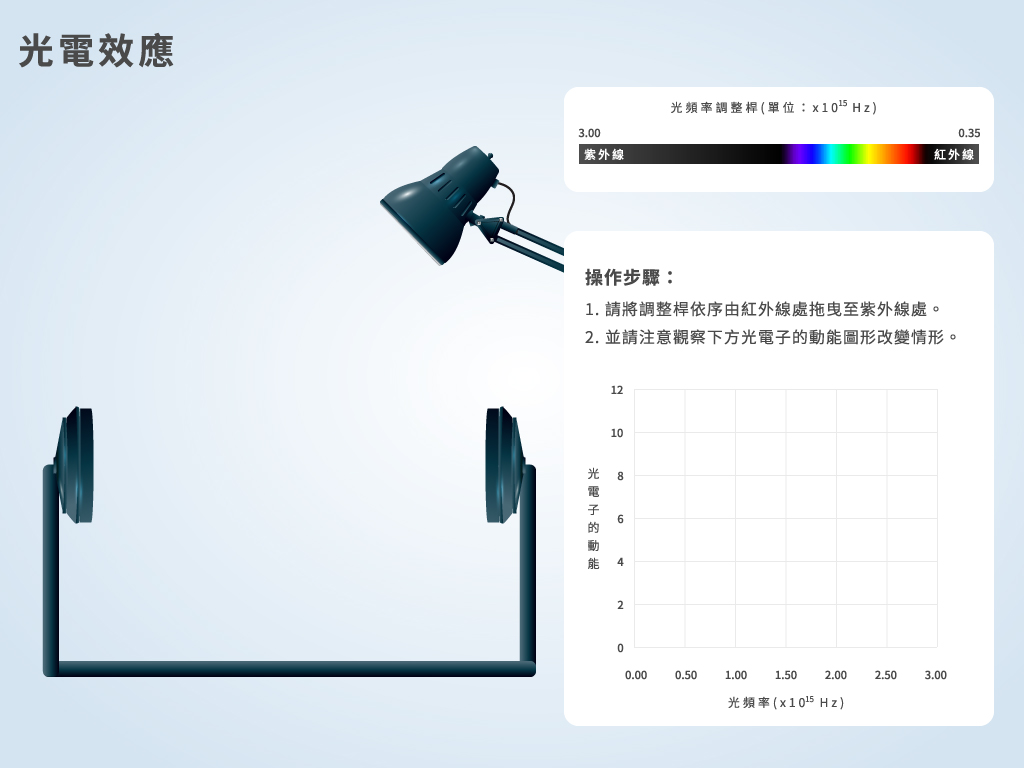 光電效應
光頻率調整桿(單位：x10¹⁵ Hz)
3.00
0.35
紫外線
紅外線
操作步驟：
1. 請將調整桿依序由紅外線處拖曳至紫外線處。
2. 並請注意觀察下方光電子的動能圖形改變情形。
12
10
8
6
4
2
0
光電子的動能
0.00 0.50 1.00 1.50 2.00 2.50 3.00
光頻率(x10¹⁵ Hz)